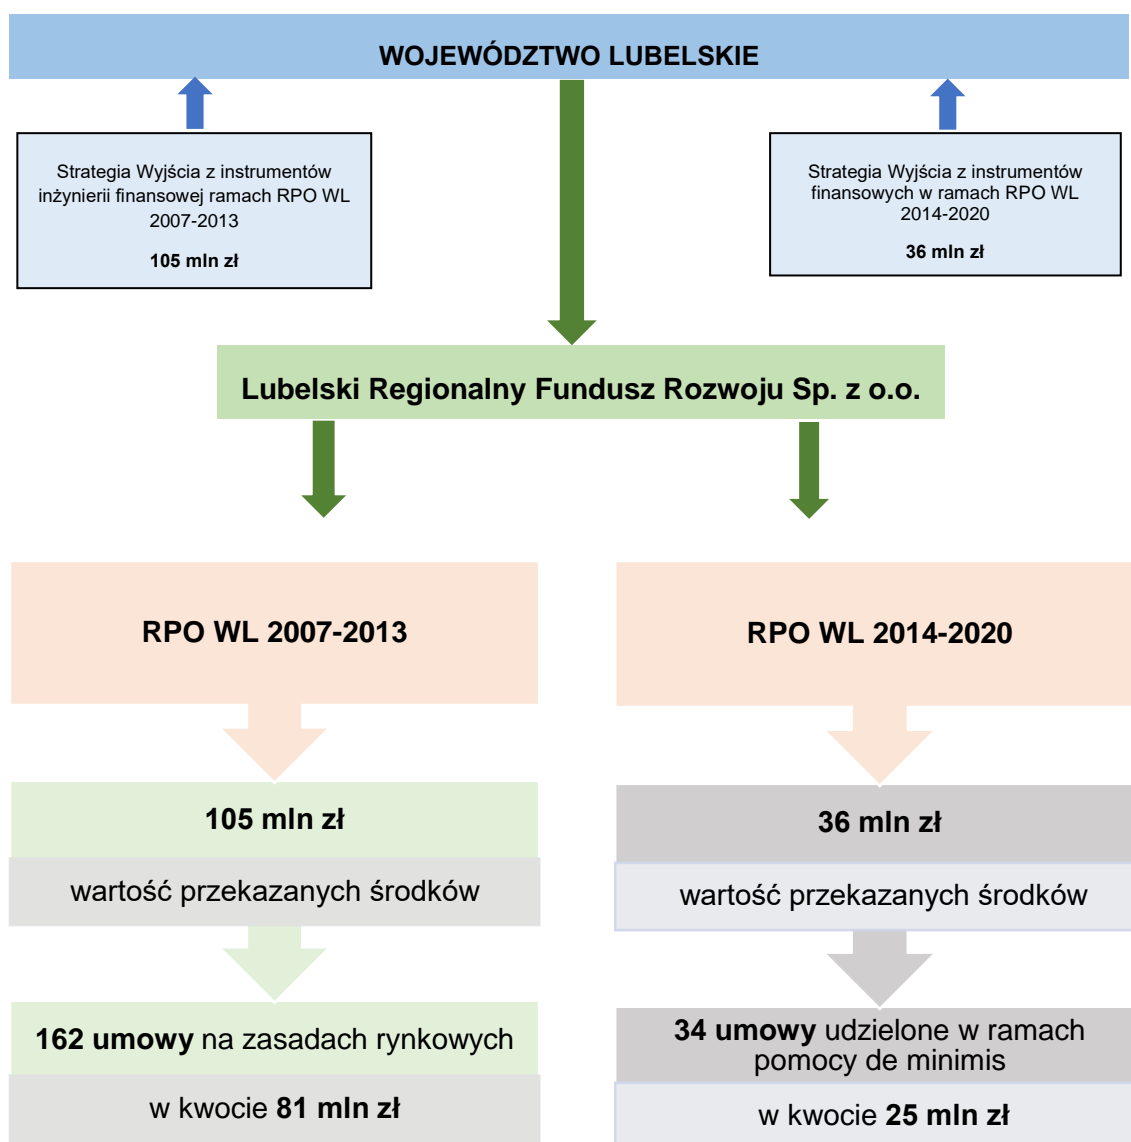 WOJEWÓDZTWO LUBELSKIE
Strategia Wyjścia z instrumentów
inżynierii finansowej ramach RPO WL
2007-2013
105 mln zł
Strategia Wyjścia z instrumentów
finansowych w ramach RPO WL
2014-2020
36 mln zł
Lubelski Regionalny Fundusz Rozwoju Sp. z o.o.
RPO WL 2007-2013
105 mln zł
wartość przekazanych środków
162 umowy na zasadach rynkowych
w kwocie 81 mln zł
RPO WL 2014-2020
36 mln zł
wartość przekazanych środków
34 umowy udzielone w ramach
pomocy de minimis
w kwocie 25 mln zł